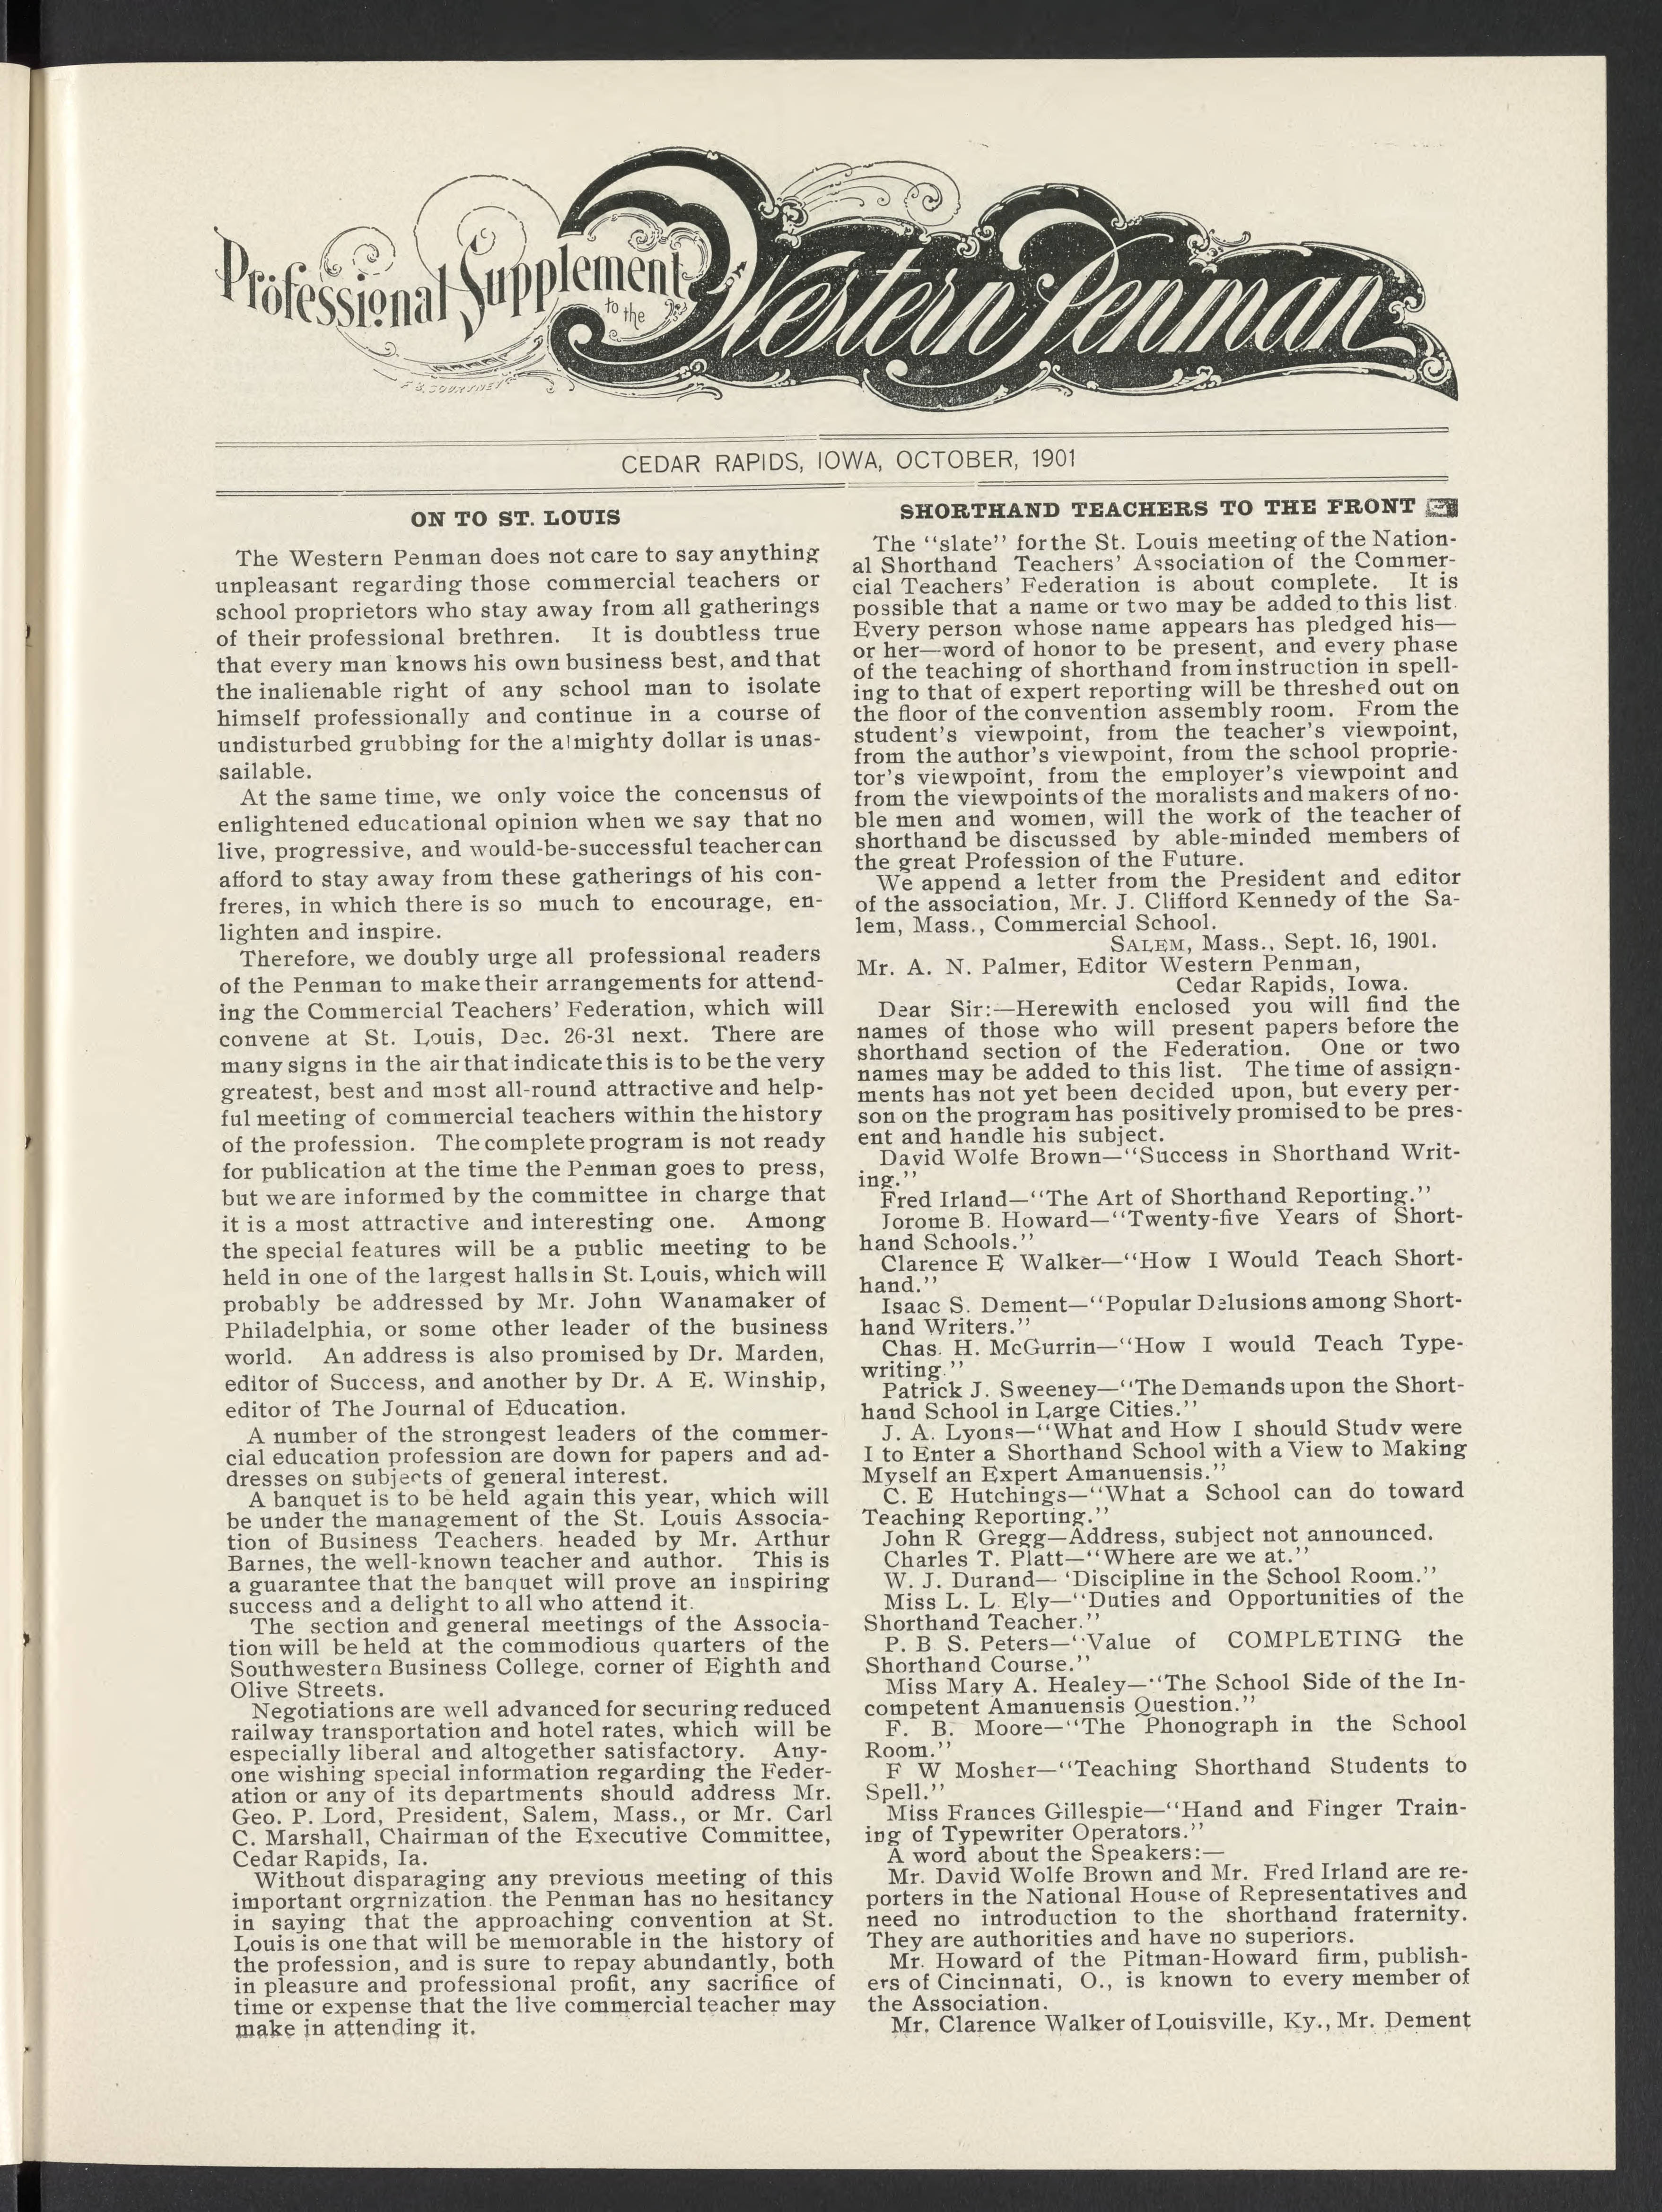 Professional Supplement to the Western Penman
F. B. COURTNEY
CEDAR RAPIDS, IOWA, OCTOBER, 1901
ON TO ST. LOUIS
The Western Penman does not care to say anything
unpleasant regarding those commercial teachers or
school proprietors who stay away from all gatherings
of their professional brethren. It is doubtless true
that every man knows his own business best, and that
the inalienable right of any school man to isolate
himself professionally and continue in a course of
undisturbed grubbing for the almighty dollar is unas-
sailable.
At the same time, we only voice the concensus of
enlightened educational opinion when we say that no
live, progressive, and would-be-successful teacher can
afford to stay away from these gatherings of his con-
freres, in which there is so much to encourage, en-
lighten and inspire.
Therefore, we doubly urge all professional readers
of the Penman to make their arrangements for attend-
ing the Commercial Teachers' Federation, which will
convene at St. Louis, Dec. 26-31 next. There are
many signs in the air that indicate this is to be the very
greatest, best and most all-round attractive and help-
ful meeting of commercial teachers within the history
of the profession. The complete program is not ready
for publication at the time the Penman goes to press,
but we are informed by the committee in charge that
it is a most attractive and interesting one. Among
the special features will be a public meeting to be
held in one of the largest halls in St. Louis, which will
probably be addressed by Mr. John Wanamaker of
Philadelphia, or some other leader of the business
world. An address is also promised by Dr. Marden,
editor of Success, and another by Dr. A E. Winship,
editor of The Journal of Education.
A number of the strongest leaders of the commer-
cial education profession are down for papers and ad-
dresses on subjects of general interest.
A banquet is to be held again this year, which will
be under the management of the St. Louis Associa-
tion of Business Teachers. headed by Mr. Arthur
Barnes, the well-known teacher and author. This is
a guarantee that the banquet will prove an inspiring
success and a delight to all who attend it.
The section and general meetings of the Associa-
tion will be held at the commodious quarters of the
Southwestern Business College, corner of Eighth and
Olive Streets.
Negotiations are well advanced for securing reduced
railway transportation and hotel rates, which will be
especially liberal and altogether satisfactory. Any-
one wishing special information regarding the Feder-
ation or any of its departments should address Mr.
Geo. P. Lord, President, Salem, Mass., or Mr. Carl
C. Marshall, Chairman of the Executive Committee,
Cedar Rapids, Ia.
Without disparaging any previous meeting of this
important orgrnization. the Penman has no hesitancy
in saying that the approaching convention at St.
Louis is one that will be memorable in the history of
the profession, and is sure to repay abundantly, both
in pleasure and professional profit, any sacrifice of
time or expense that the live commercial teacher may
make in attending it.
SHORTHAND TEACHERS TO THE FRONT
The "slate" for the St. Louis meeting of the Nation-
al Shorthand Teachers' Association of the Commer-
cial Teachers' Federation is about complete. It is
possible that a name or two may be added to this list.
Every person whose name appears has pledged his—
or her—word of honor to be present, and every phase
of the teaching of shorthand from instruction in spell-
ing to that of expert reporting will be threshed out on
the floor of the convention assembly room. From the
student's viewpoint, from the teacher's viewpoint,
from the author's viewpoint, from the school proprie-
tor's viewpoint, from the employer's viewpoint and
from the viewpoints of the moralists and makers of no-
ble men and women, will the work of the teacher of
shorthand be discussed by able-minded members of
the great Profession of the Future.
We append a letter from the President and editor
of the association, Mr. J. Clifford Kennedy of the Sa-
lem, Mass., Commercial School.
SALEM, Mass., Sept. 16, 1901.
Mr. A. N. Palmer, Editor Western Penman,
Cedar Rapids, Iowa.
Dear Sir:—Herewith enclosed you will find the
names of those who will present papers before the
shorthand section of the Federation. One or two
names may be added to this list. The time of assign-
ments has not yet been decided upon, but every per-
son on the program has positively promised to be pres-
ent and handle his subject.
David Wolfe Brown—"Success in Shorthand Writ-
ing."
Fred Irland—"The Art of Shorthand Reporting."
Jorome B. Howard—"Twenty-five Years of Short-
hand Schools."
Clarence E Walker—"How I Would Teach Short-
hand."
Isaac S. Dement—"Popular Delusions among Short-
hand Writers."
Chas. H. McGurrin—"How I would Teach Type-
writing."
Patrick J. Sweeney—"The Demands upon the Short-
hand School in Large Cities."
J. A. Lyons—"What and How I should Study were
I to Enter a Shorthand School with a View to Making
Myself an Expert Amanuensis."
C. E Hutchings—"What a School can do toward
Teaching Reporting."
John R Gregg—Address, subject not announced.
Charles T. Platt—"Where are we at."
W. J. Durand—'Discipline in the School Room."
Miss L. L. Ely—"Duties and Opportunities of the
Shorthand Teacher."
P. B S. Peters—"Value of COMPLETING the
Shorthand Course."
Miss Mary A. Healey—"The School Side of the In-
competent Amanuensis Question."
F. B. Moore—"The Phonograph in the School
Room."
F W Mosher—"Teaching Shorthand Students to
Spell."
Miss Frances Gillespie—"Hand and Finger Train-
ing of Typewriter Operators."
A word about the Speakers:—
Mr. David Wolfe Brown and Mr. Fred Irland are re-
porters in the National House of Representatives and
need no introduction to the shorthand fraternity.
They are authorities and have no superiors.
Mr. Howard of the Pitman-Howard firm, publish-
ers of Cincinnati, O., is known to every member of
the Association.
Mr. Clarence Walker of Louisville, Ky., Mr. Dement